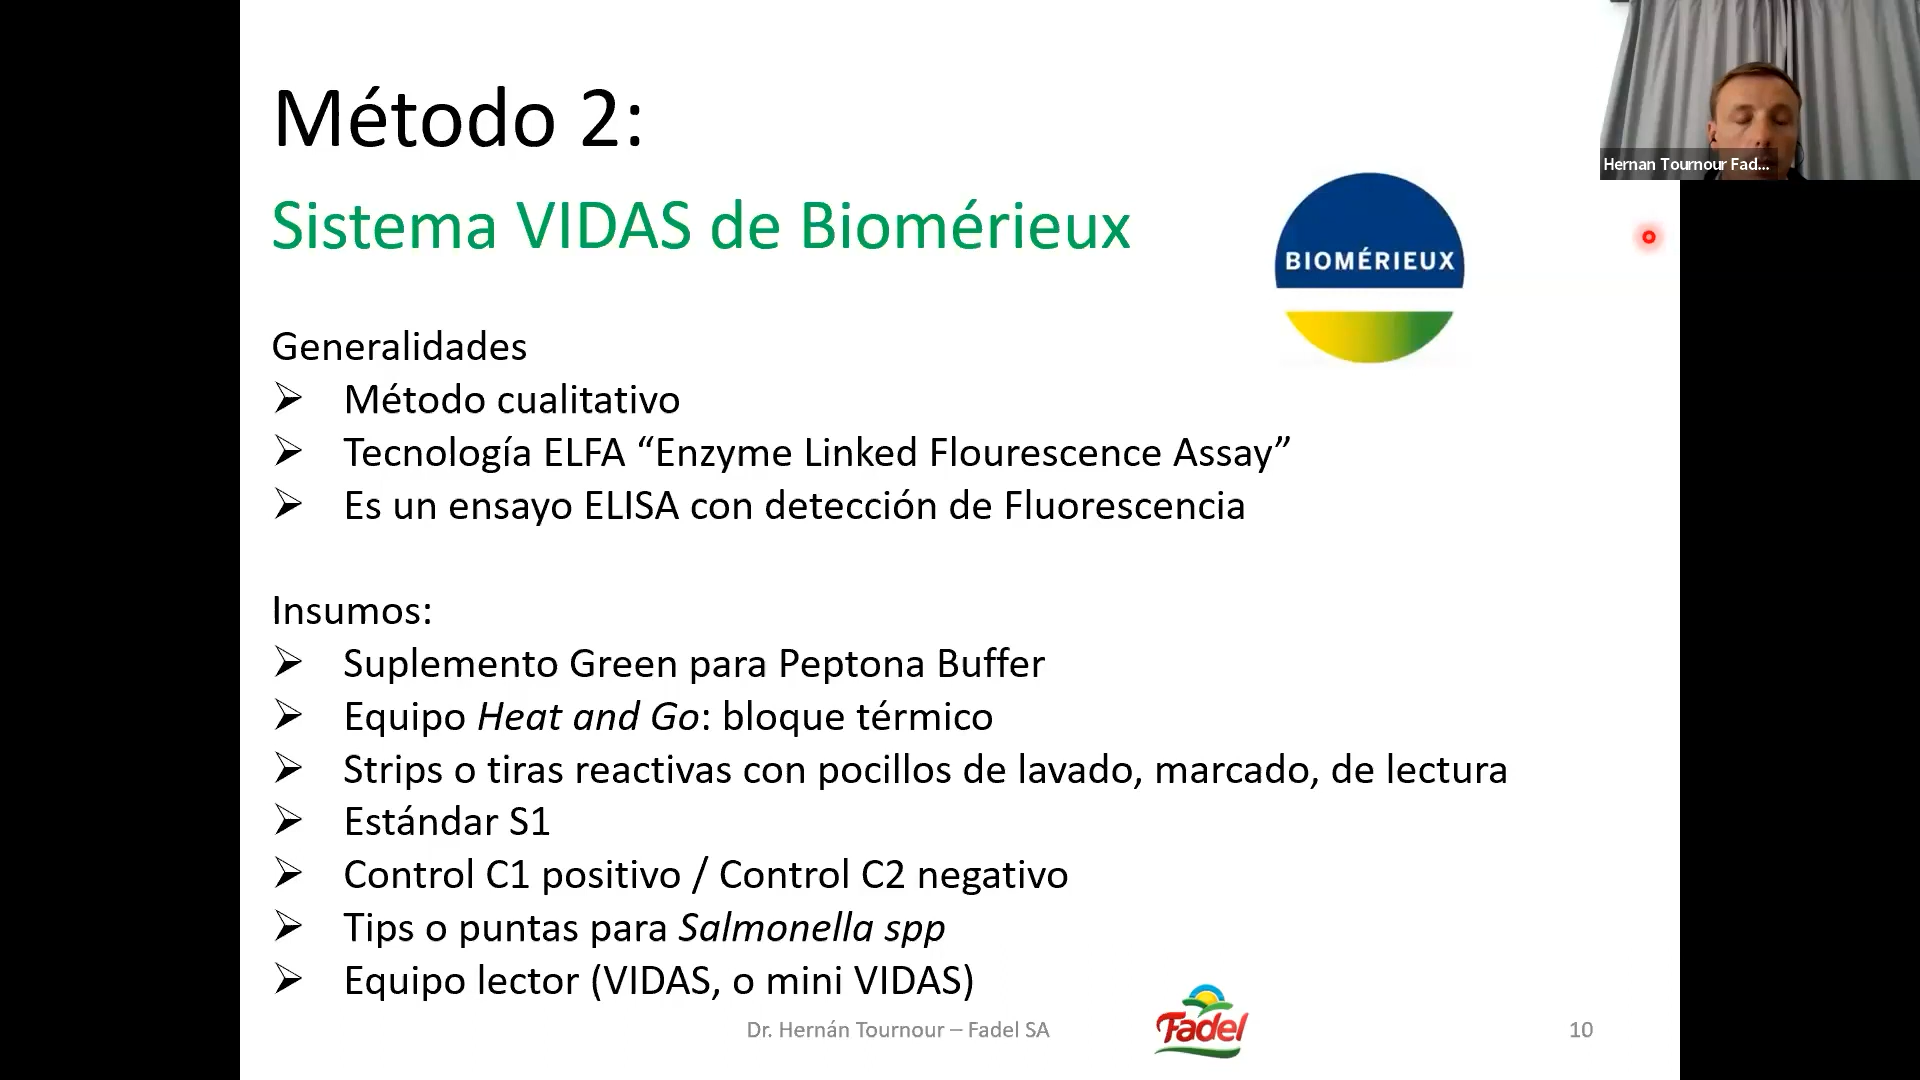 Método 2:
Sistema VIDAS de Biomérieux
BIOMÉRIEUX
Hernan Tournour Fad...
Generalidades
➢ Método cualitativo
➢ Tecnología ELFA “Enzyme Linked Flourescence Assay”
➢ Es un ensayo ELISA con detección de Fluorescencia
Insumos:
➢ Suplemento Green para Peptona Buffer
➢ Equipo Heat and Go: bloque térmico
➢ Strips o tiras reactivas con pocillos de lavado, marcado, de lectura
➢ Estándar S1
➢ Control C1 positivo / Control C2 negativo
➢ Tips o puntas para Salmonella spp
➢ Equipo lector (VIDAS, o mini VIDAS)
Dr. Hernán Tournour – Fadel SA
Fadel
10